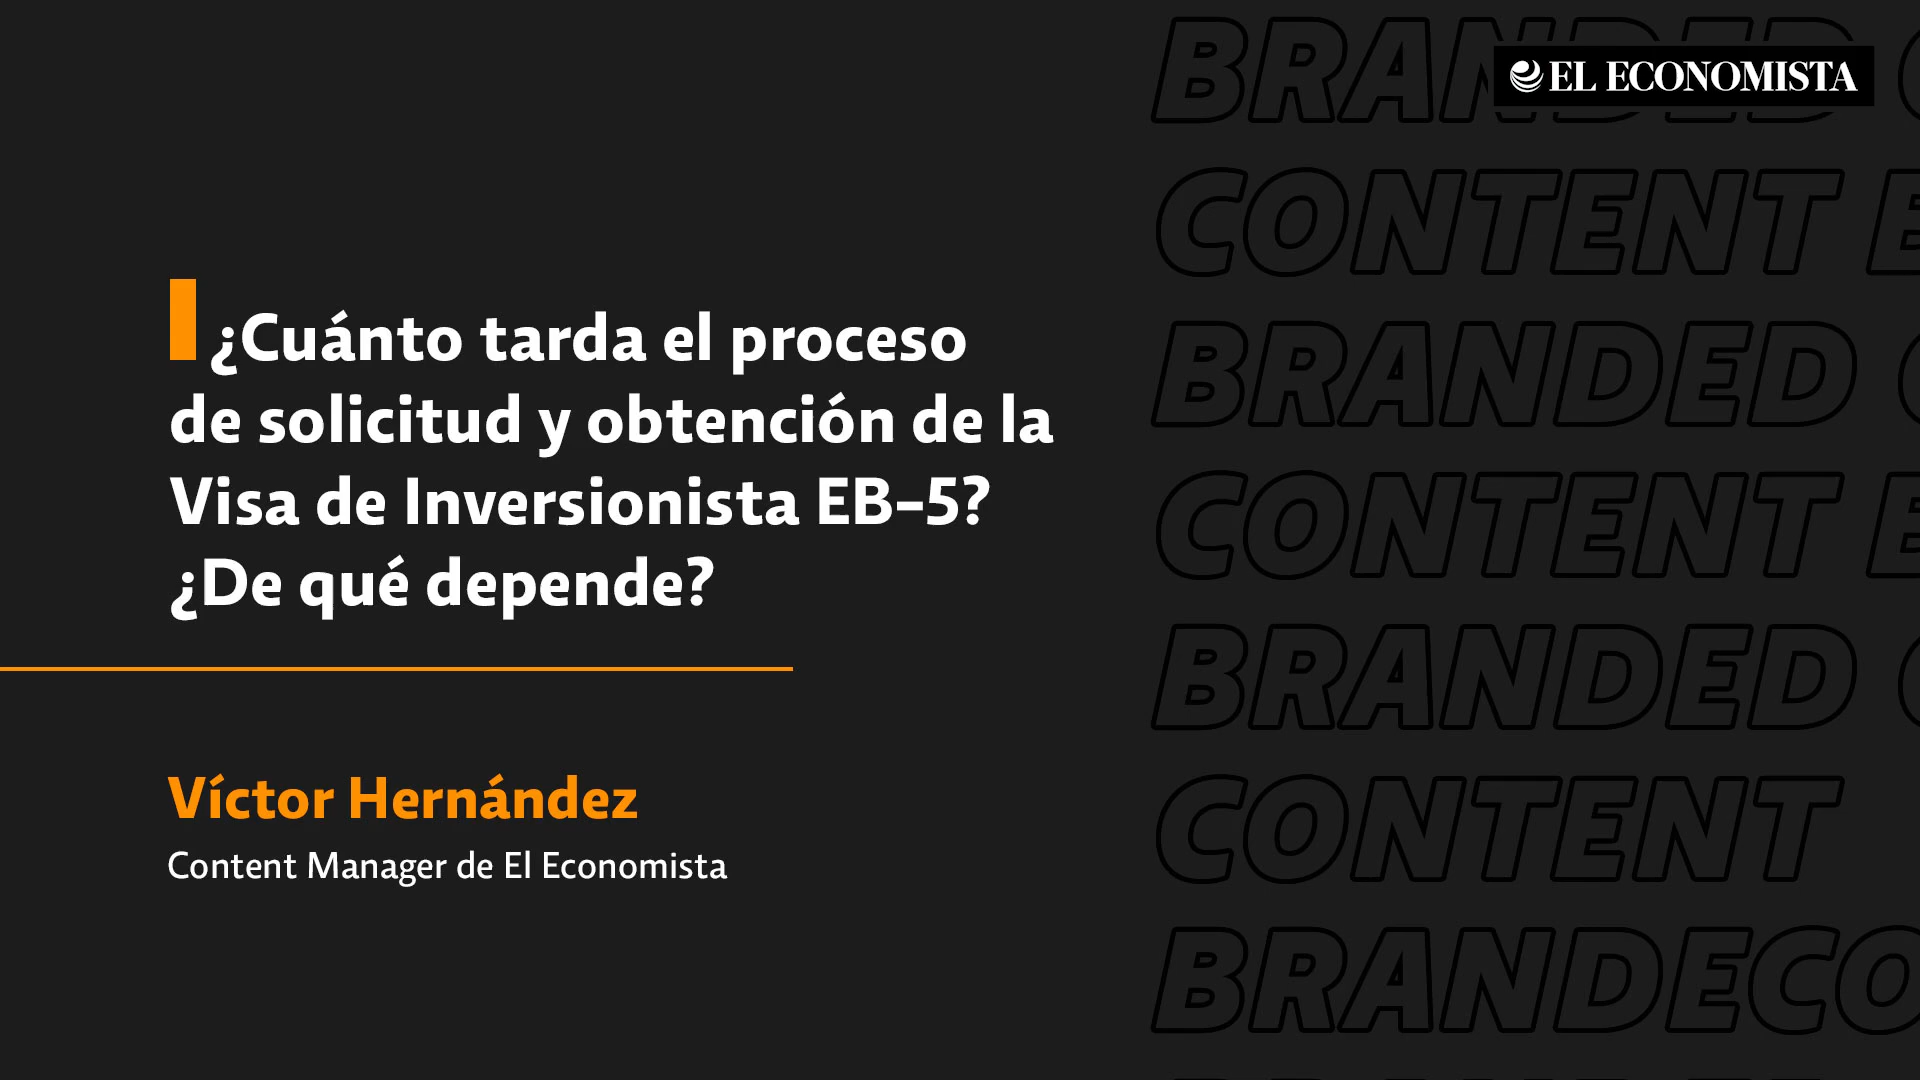 BRANDED C
EL ECONOMISTA
CONTENT B
¿Cuánto tarda el proceso
de solicitud y obtención de la
Visa de Inversionista EB-5?
¿De qué depende?
BRANDED C
CONTENT B
BRANDED C
Víctor Hernández
Content Manager de El Economista
CONTENT
BRANDECO